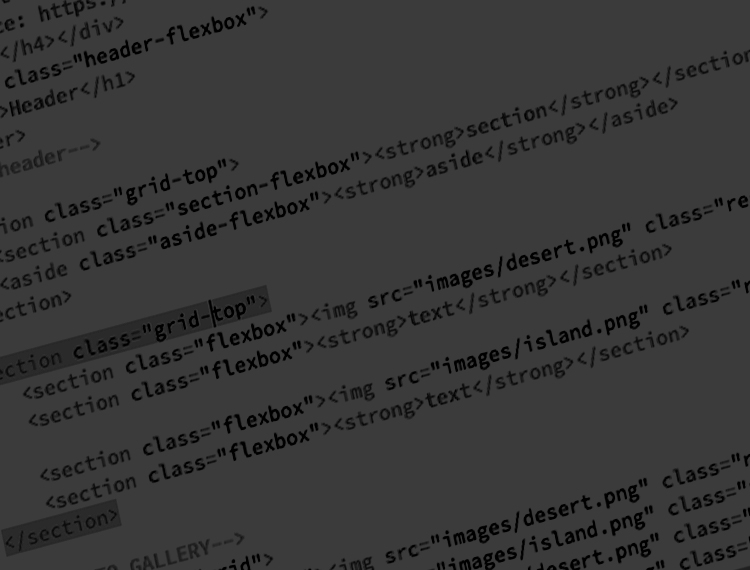 e: https:/
</h4></div>
class="header-flexbox">
>Header</h1>
er>
header-->
ion class="grid-top">
<section class="section-flexbox"><strong>section</strong></section
<aside class="aside-flexbox"><strong>aside</strong></aside>
ection>
ection class="grid-top">
<section class="flexbox"><img src="images/desert.png" class="re
<section class="flexbox"><strong>text</strong></section>
<section class="flexbox"><img src="images/island.png" class="r
<section class="flexbox"><strong>text</strong></section>
</section>
GALLERY-->
rid">
<img src="images/desert.png" class="r
"images/island.png" class="
desert.png" class="